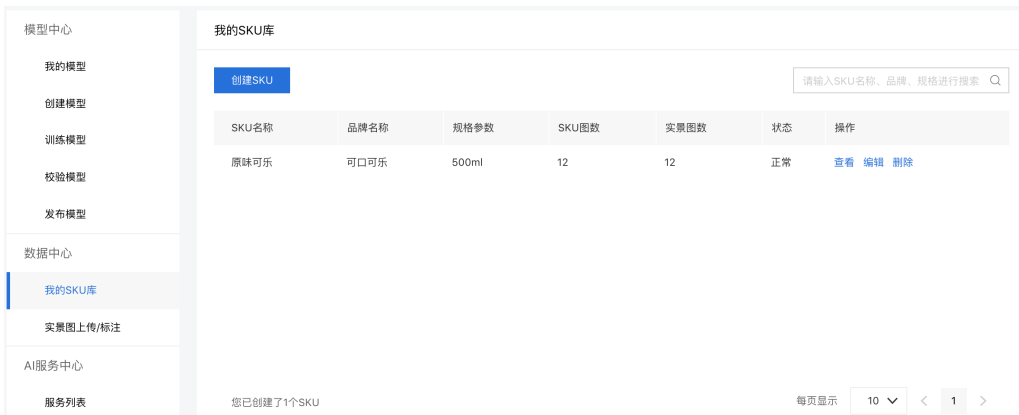 模型中心
我的模型
创建模型
训练模型
校验模型
发布模型
数据中心
我的SKU库
实景图上传/标注
AI服务中心
服务列表
我的SKU库
创建SKU
请输入SKU名称、品牌、规格进行搜索
SKU名称 品牌名称 规格参数 SKU图数 实景图数 状态 操作
原味可乐 可口可乐 500ml 12 12 正常 查看 编辑 删除
您已创建了1个SKU 每页显示 10 1